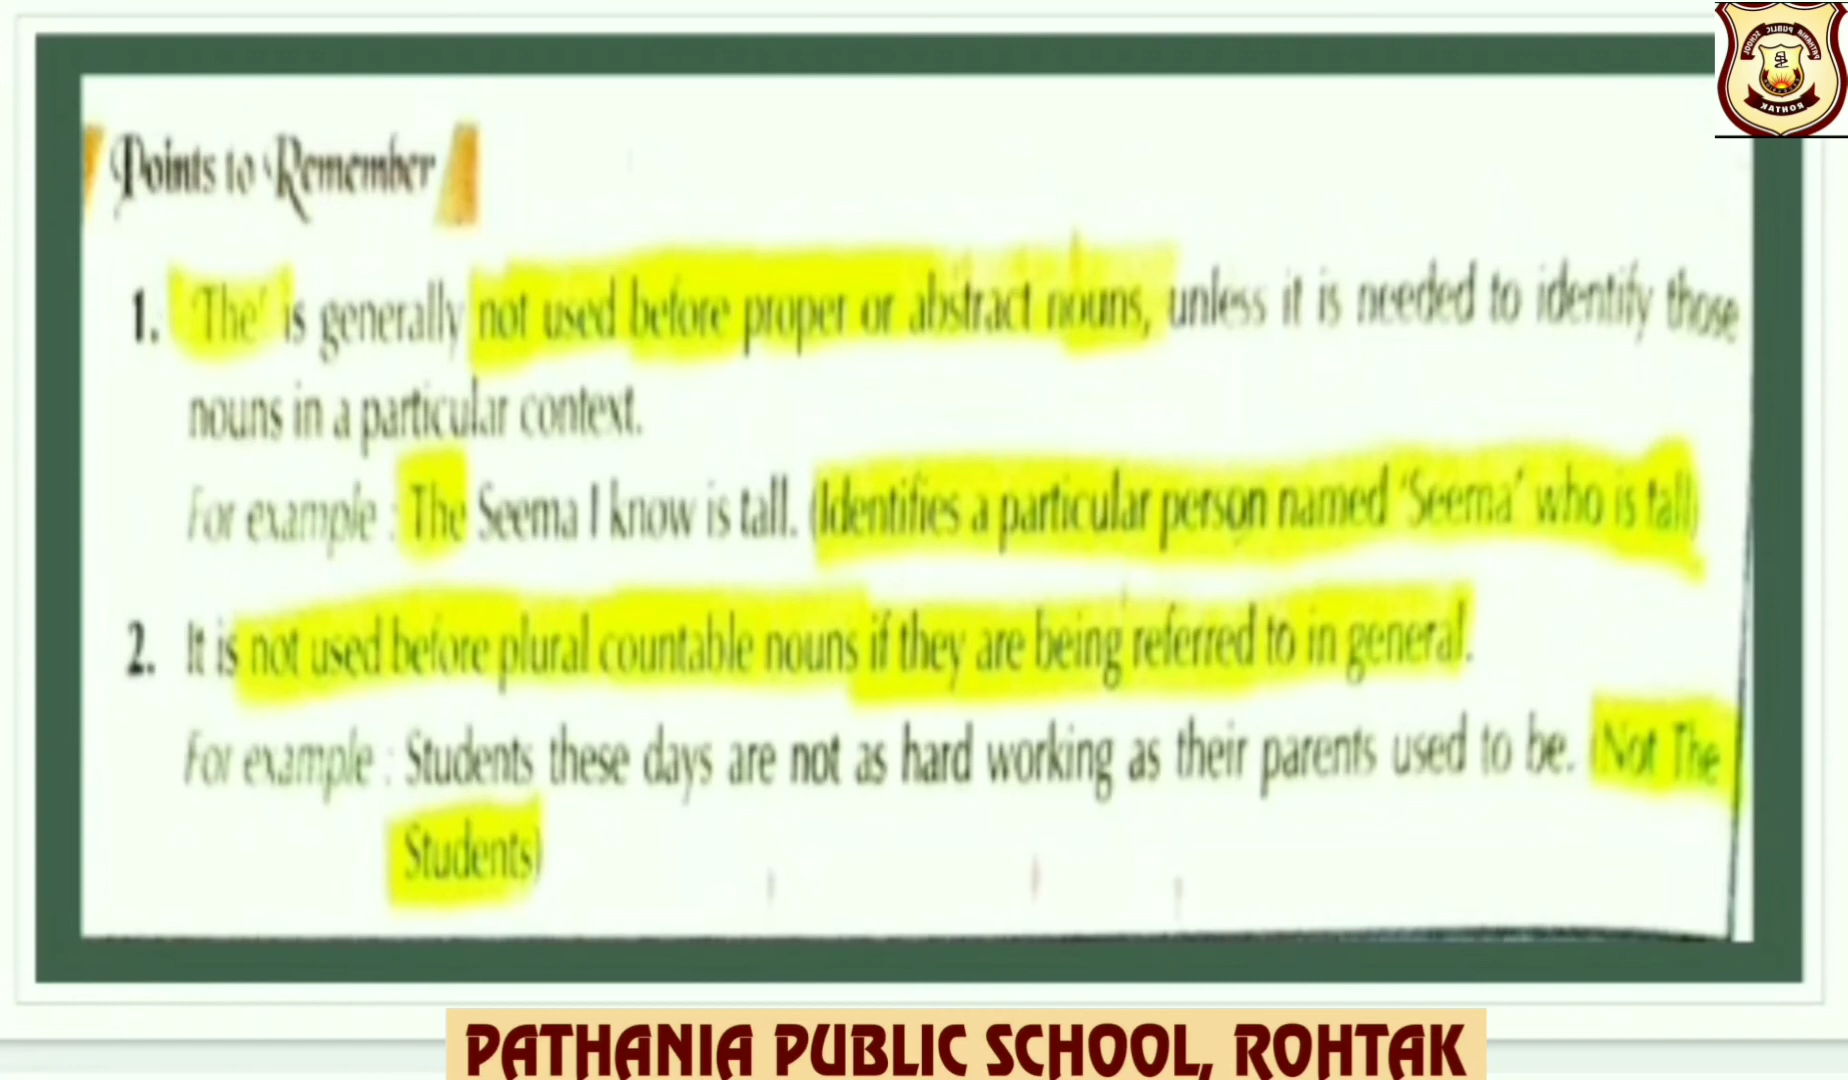 PATHANIA PUBLIC SCHOOL
ROHTAK
Points to Remember
1. 'The' is generally not used before proper or abstract nouns, unless it is needed to identify those
nouns in a particular context.
For example : The Seema I know is tall. (Identifies a particular person named 'Seema' who is tall)
2. It is not used before plural countable nouns if they are being referred to in general.
For example : Students these days are not as hard working as their parents used to be. (Not The
Students)
PATHANIA PUBLIC SCHOOL, ROHTAK